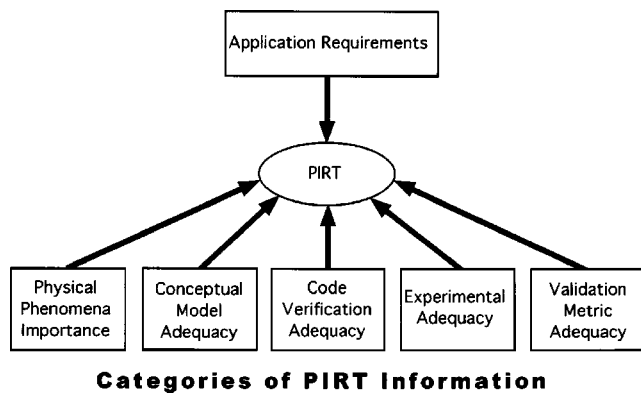 Application Requirements
PIRT
Physical
Phenomena
Importance
Conceptual
Model
Adequacy
Code
Verification
Adequacy
Experimental
Adequacy
Validation
Metric
Adequacy
Categories of PIRT Information